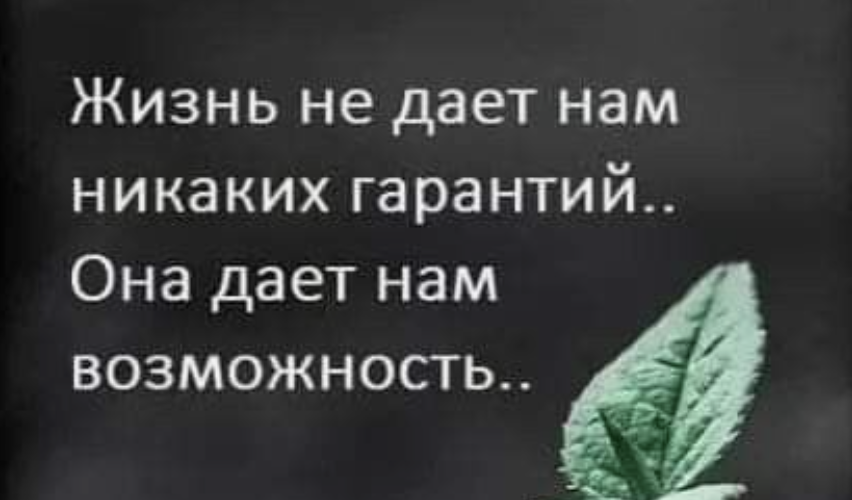 Жизнь не дает нам
никаких гарантий..
Она дает нам
возможность..